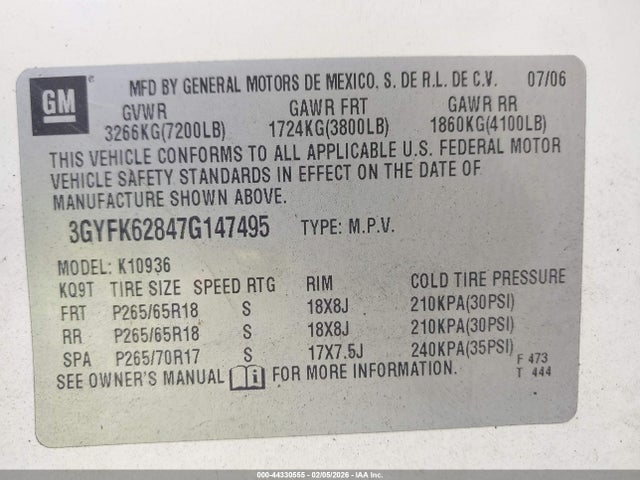 GM
MFD BY GENERAL MOTORS DE MEXICO, S. DE R.L. DE C.V. 07/06
GVWR GAWR FRT GAWR RR
3266KG(7200LB) 1724KG(3800LB) 1860KG(4100LB)
THIS VEHICLE CONFORMS TO ALL APPLICABLE U.S. FEDERAL MOTOR
VEHICLE SAFETY STANDARDS IN EFFECT ON THE DATE OF
MANUFACTURE SHOWN ABOVE.
3GYFK62847G147495 TYPE: M.P.V.
MODEL: K10936
KQ9T TIRE SIZE SPEED RTG RIM COLD TIRE PRESSURE
FRT P265/65R18 S 18X8J 210KPA(30PSI)
RR P265/65R18 S 18X8J 210KPA(30PSI)
SPA P265/70R17 S 17X7.5J 240KPA(35PSI)
F 473
SEE OWNER'S MANUAL FOR MORE INFORMATION. T 444
000-44330555 - 02/05/2026 - IAA Inc.